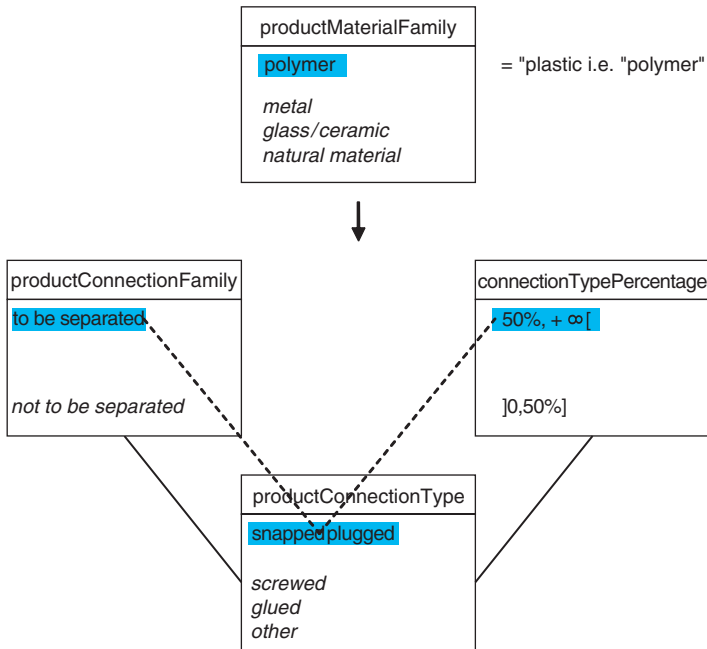 productMaterialFamily
polymer
= "plastic i.e. "polymer"
metal
glass/ceramic
natural material
productConnectionFamily
connectionTypePercentage
to be separated
50%, + ∞ [
not to be separated
]0,50%]
productConnectionType
snapped plugged
screwed
glued
other